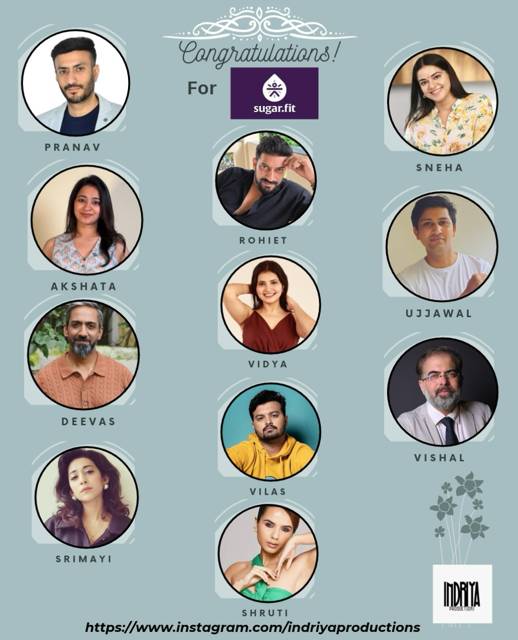 Congratulations!
For
sugar.fit
PRANAV
SNEHA
ROHIET
AKSHATA
UJJAWAL
VIDYA
DEEVAS
VISHAL
VILAS
SRIMAYI
SHRUTI
INDRIYA
PRODUCTIONS
https://www.instagram.com/indriyaproductions